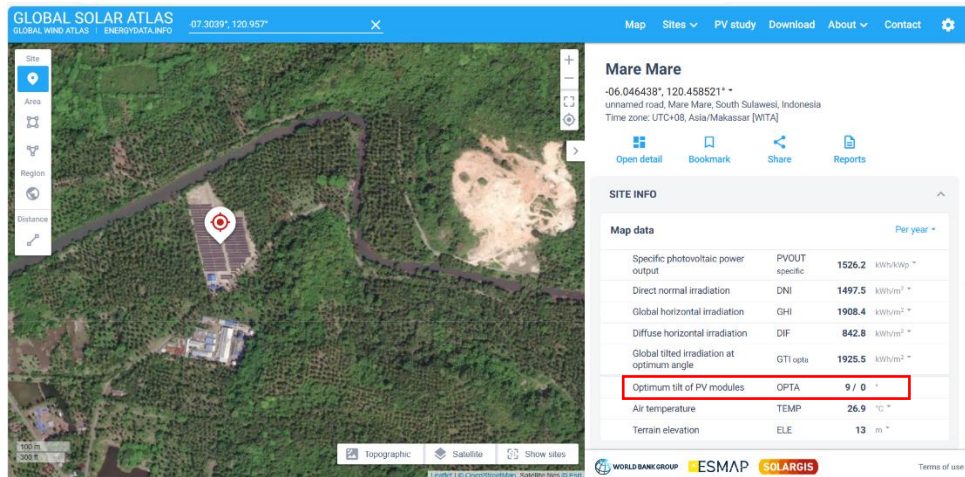 GLOBAL SOLAR ATLAS
GLOBAL WIND ATLAS | ENERGYDATA.INFO
-07.3039°, 120.957°
Map Sites PV study Download About Contact
Site
Area
Region
Distance
100 m
300 ft
Topographic Satellite Show sites
Leaflet | © OpenStreetMap, Satellite tiles © Esri
Mare Mare
-06.046438°, 120.458521°
unnamed road, Mare Mare, South Sulawesi, Indonesia
Time zone: UTC+08, Asia/Makassar [WITA]
Open detail Bookmark Share Reports
SITE INFO
Map data Per year
Specific photovoltaic power output PVOUT specific 1526.2 kWh/kWp
Direct normal irradiation DNI 1497.5 kWh/m²
Global horizontal irradiation GHI 1908.4 kWh/m²
Diffuse horizontal irradiation DIF 842.8 kWh/m²
Global tilted irradiation at optimum angle GTI opta 1925.5 kWh/m²
Optimum tilt of PV modules OPTA 9 / 0 °
Air temperature TEMP 26.9 °C
Terrain elevation ELE 13 m
WORLD BANK GROUP ESMAP SOLARGIS Terms of use